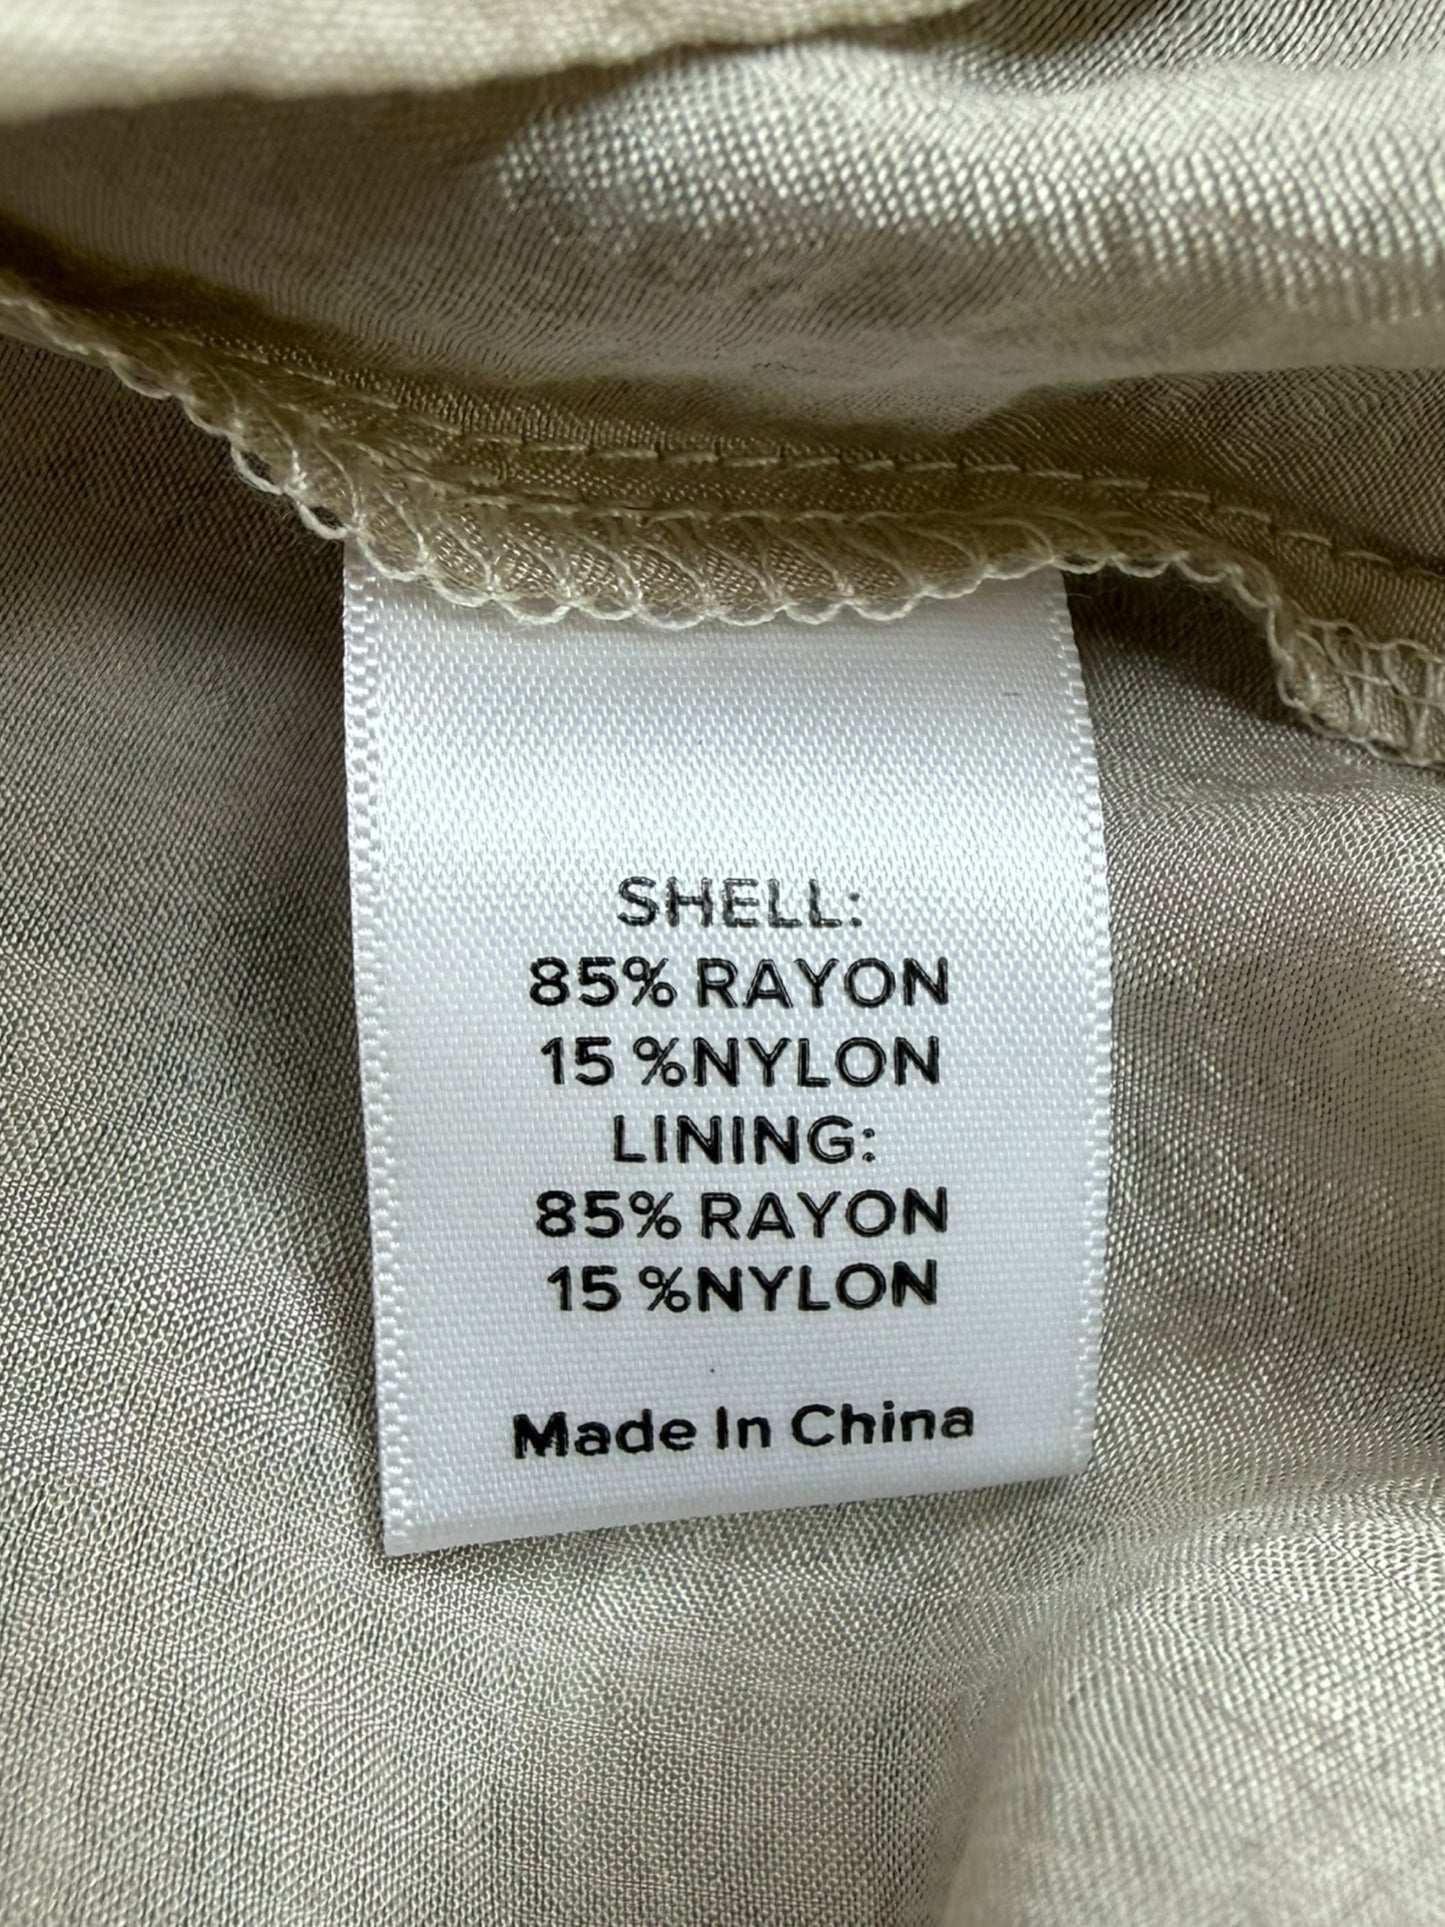 SHELL:
85% RAYON
15 %NYLON
LINING:
85% RAYON
15 %NYLON
Made In China